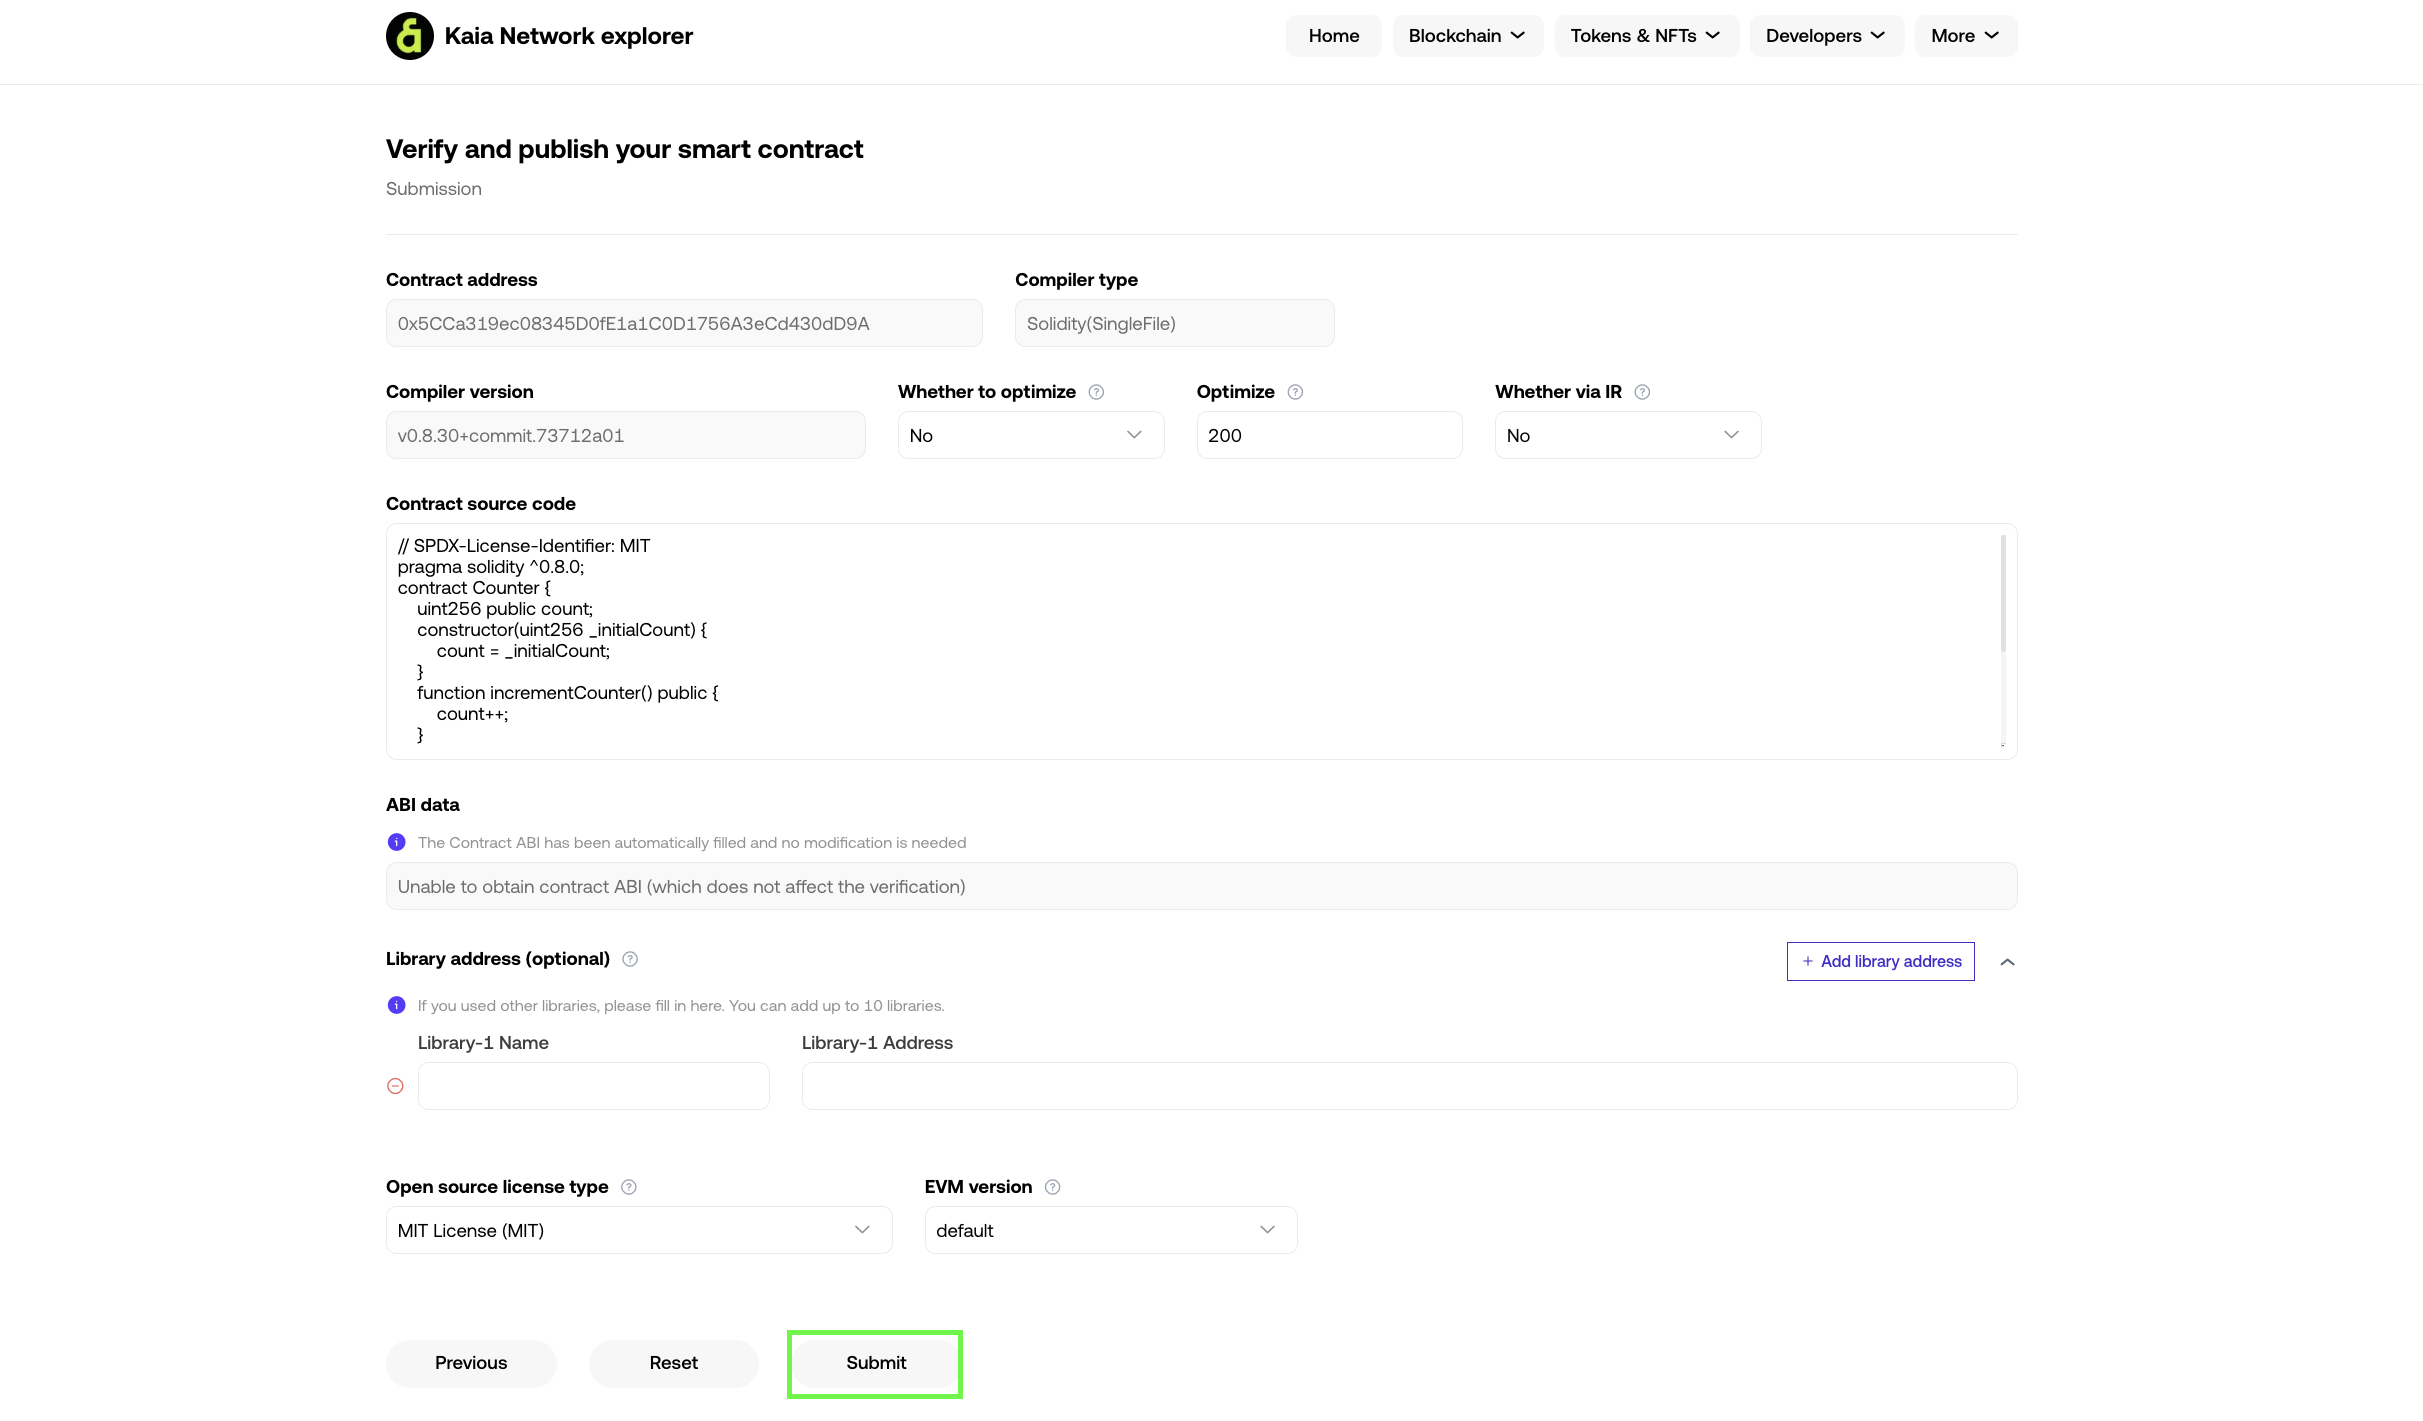 Kaia Network explorer
Home
Blockchain
Tokens & NFTs
Developers
More
Verify and publish your smart contract
Submission
Contract address
Compiler type
0x5CCa319ec08345D0fE1a1C0D1756A3eCd430dD9A
Solidity(SingleFile)
Compiler version
Whether to optimize
Optimize
Whether via IR
v0.8.30+commit.73712a01
No
200
No
Contract source code
// SPDX-License-Identifier: MIT
pragma solidity ^0.8.0;
contract Counter {
    uint256 public count;
    constructor(uint256 _initialCount) {
        count = _initialCount;
    }
    function incrementCounter() public {
        count++;
    }
ABI data
The Contract ABI has been automatically filled and no modification is needed
Unable to obtain contract ABI (which does not affect the verification)
Library address (optional)
+ Add library address
If you used other libraries, please fill in here. You can add up to 10 libraries.
Library-1 Name
Library-1 Address
Open source license type
EVM version
MIT License (MIT)
default
Previous
Reset
Submit